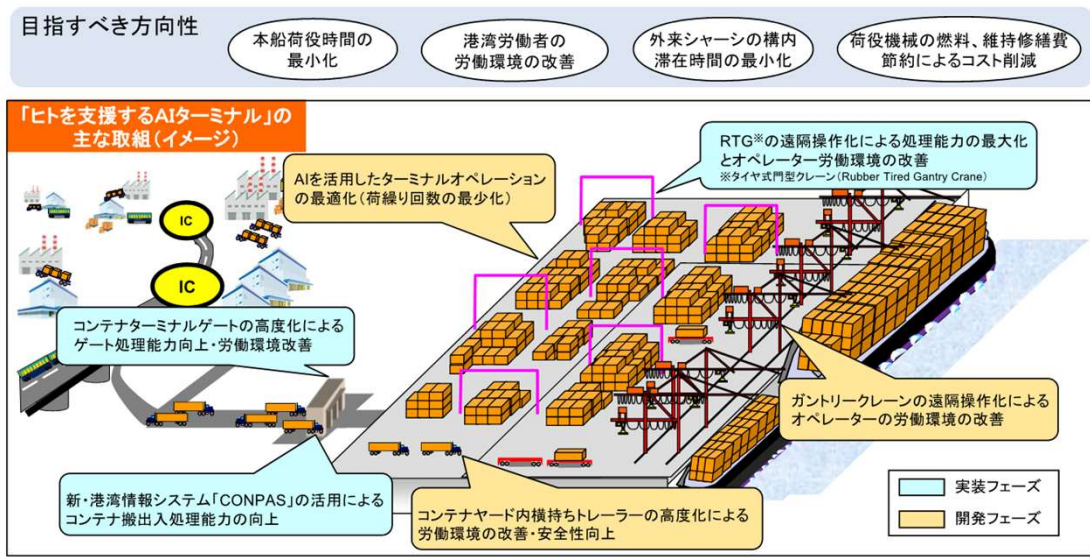 目指すべき方向性
本船荷役時間の
最小化
港湾労働者の
労働環境の改善
外来シャーシの構内
滞在時間の最小化
荷役機械の燃料、維持修繕費
節約によるコスト削減
「ヒトを支援するAIターミナル」の
主な取組(イメージ)
RTG※の遠隔操作化による処理能力の最大化
とオペレーター労働環境の改善
※タイヤ式門型クレーン(Rubber Tired Gantry Crane)
AIを活用したターミナルオペレーション
の最適化(荷繰り回数の最少化)
IC
IC
コンテナターミナルゲートの高度化による
ゲート処理能力向上・労働環境改善
ガントリークレーンの遠隔操作化による
オペレーターの労働環境の改善
新・港湾情報システム「CONPAS」の活用による
コンテナ搬出入処理能力の向上
コンテナヤード内横持ちトレーラーの高度化による
労働環境の改善・安全性向上
実装フェーズ
開発フェーズ